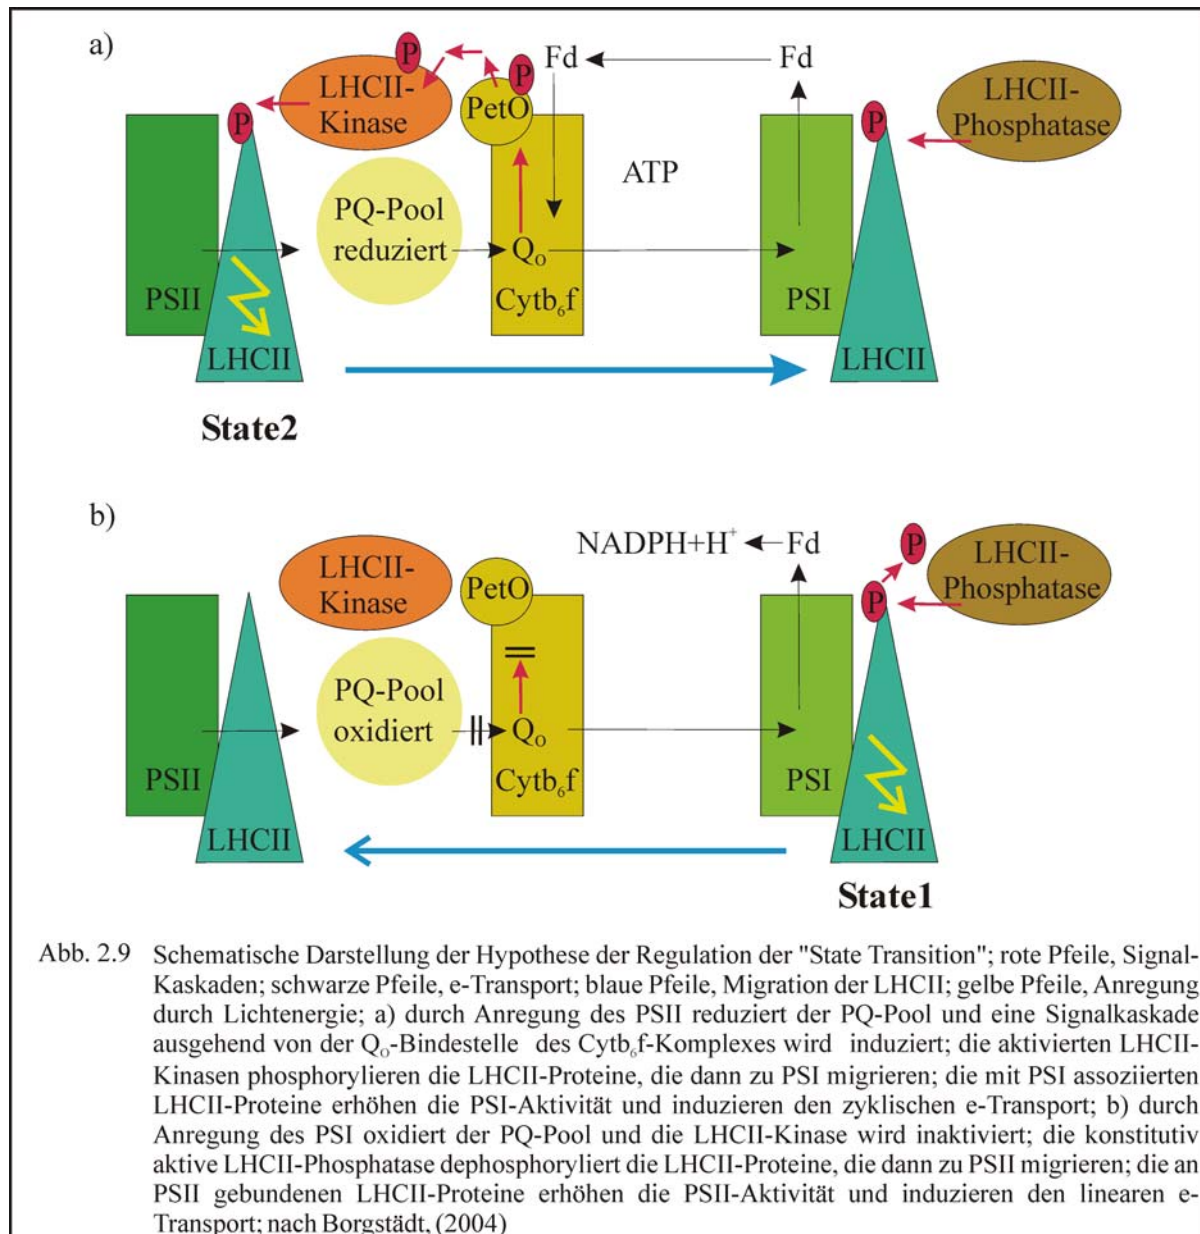 a)
P
P
P
LHCII-
Kinase
PetO
Fd
Fd
P
LHCII-
Phosphatase
ATP
PQ-Pool
reduziert
Qo
Cytb6f
PSII
LHCII
PSI
LHCII
State2
b)
NADPH+H+
Fd
P
P
LHCII-
Kinase
PetO
LHCII-
Phosphatase
PQ-Pool
oxidiert
Qo
Cytb6f
PSII
LHCII
PSI
LHCII
State1
Abb. 2.9 Schematische Darstellung der Hypothese der Regulation der "State Transition"; rote Pfeile, Signal-
Kaskaden; schwarze Pfeile, e-Transport; blaue Pfeile, Migration der LHCII; gelbe Pfeile, Anregung
durch Lichtenergie; a) durch Anregung des PSII reduziert der PQ-Pool und eine Signalkaskade
ausgehend von der Qo-Bindestelle des Cytb6f-Komplexes wird induziert; die aktivierten LHCII-
Kinasen phosphorylieren die LHCII-Proteine, die dann zu PSI migrieren; die mit PSI assoziierten
LHCII-Proteine erhöhen die PSI-Aktivität und induzieren den zyklischen e-Transport; b) durch
Anregung des PSI oxidiert der PQ-Pool und die LHCII-Kinase wird inaktiviert; die konstitutiv
aktive LHCII-Phosphatase dephosphoryliert die LHCII-Proteine, die dann zu PSII migrieren; die an
PSII gebundenen LHCII-Proteine erhöhen die PSII-Aktivität und induzieren den linearen e-
Transport; nach Borgstädt, (2004)